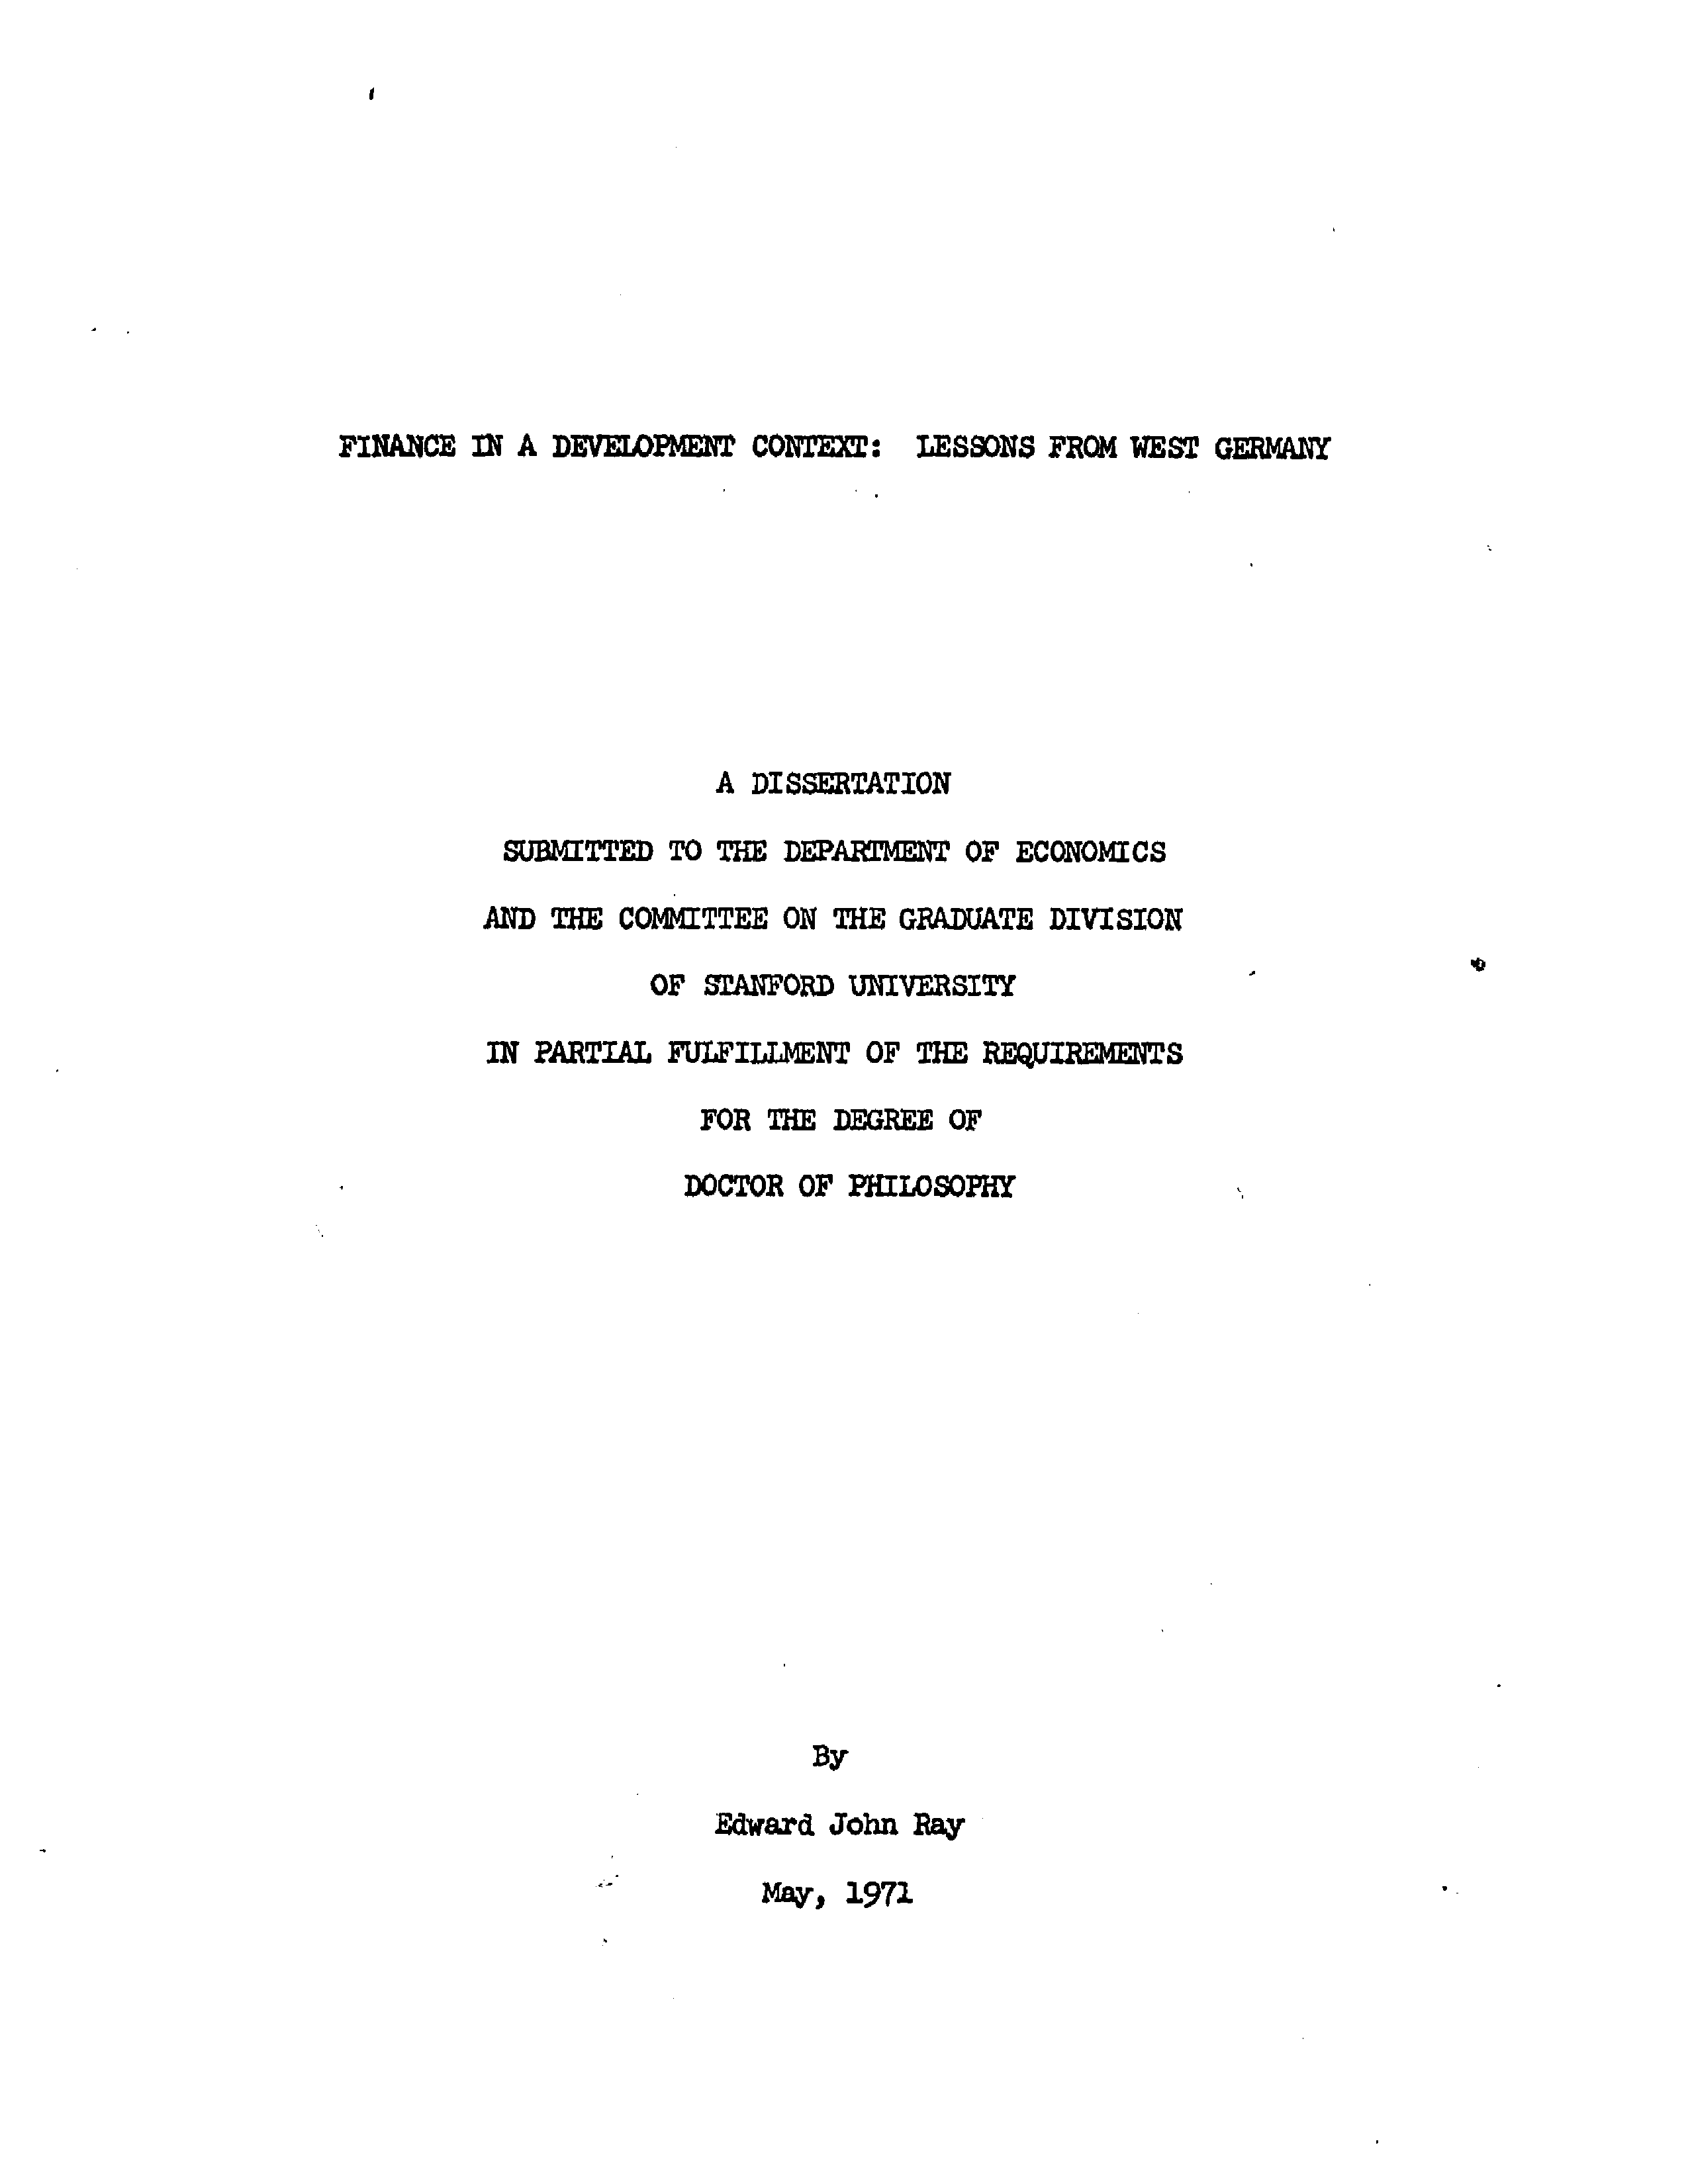 FINANCE IN A DEVELOPMENT CONTEXT: LESSONS FROM WEST GERMANY
A DISSERTATION
SUBMITTED TO THE DEPARTMENT OF ECONOMICS
AND THE COMMITTEE ON THE GRADUATE DIVISION
OF STANFORD UNIVERSITY
IN PARTIAL FULFILLMENT OF THE REQUIREMENTS
FOR THE DEGREE OF
DOCTOR OF PHILOSOPHY
By
Edward John Ray
May, 1971